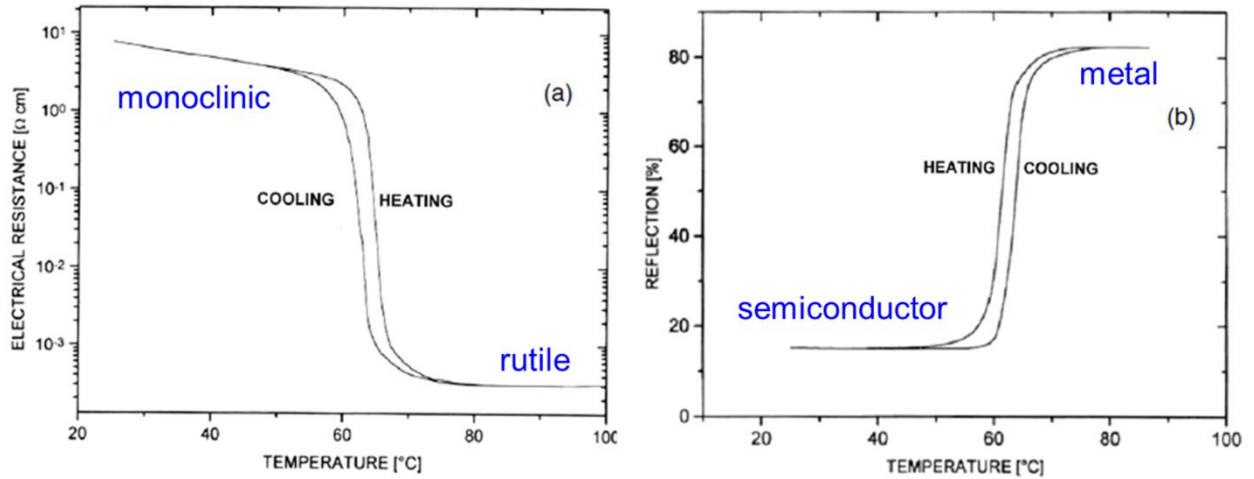 ELECTRICAL RESISTANCE [Ω cm]
10¹
10⁰
10⁻¹
10⁻²
10⁻³
monoclinic
(a)
COOLING
HEATING
rutile
20
40
60
80
100
TEMPERATURE [°C]
REFLECTION [%]
80
60
40
20
0
metal
(b)
HEATING
COOLING
semiconductor
20
40
60
80
100
TEMPERATURE [°C]